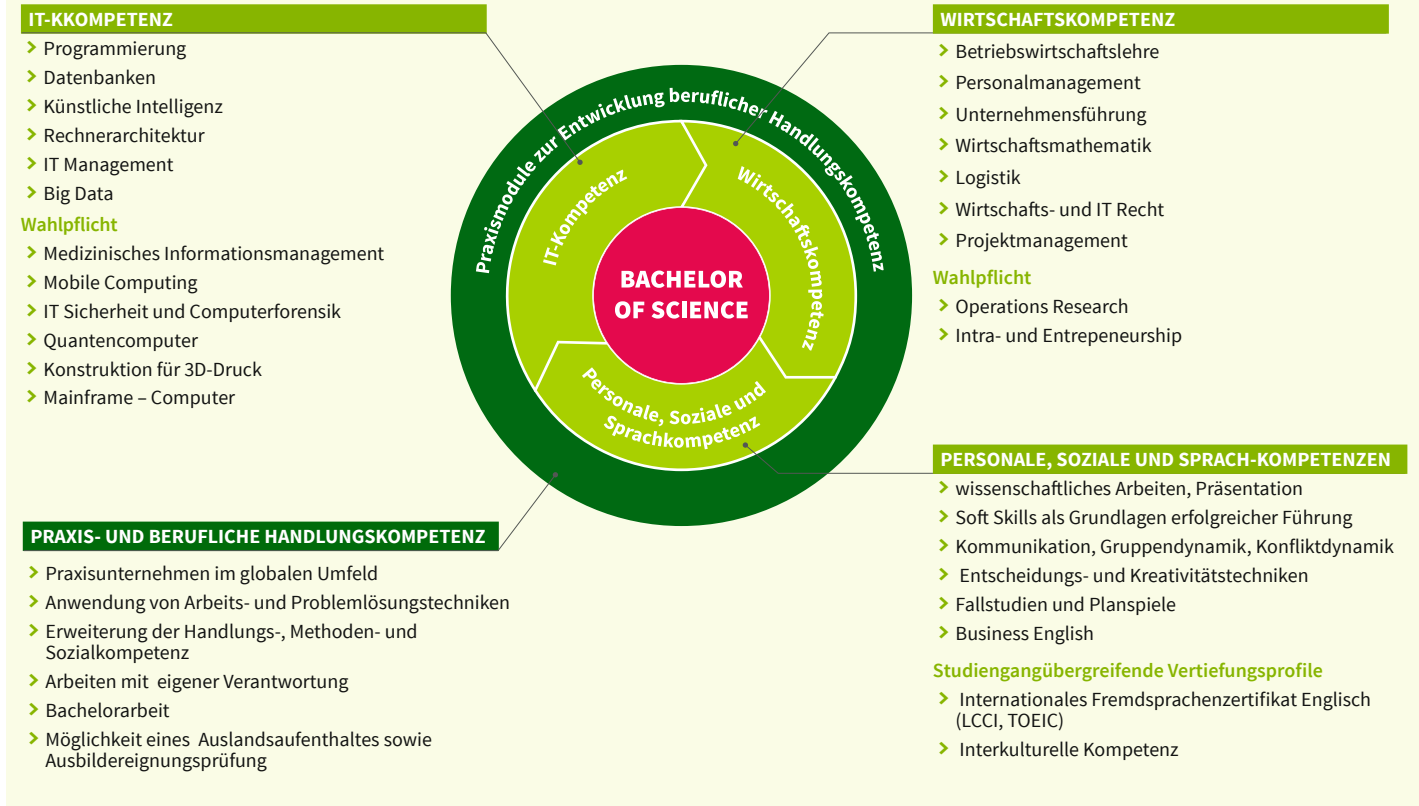 IT-KKOMPETENZ
Programmierung
Datenbanken
Künstliche Intelligenz
Rechnerarchitektur
IT Management
Big Data
Wahlpflicht
Medizinisches Informationsmanagement
Mobile Computing
IT Sicherheit und Computerforensik
Quantencomputer
Konstruktion für 3D-Druck
Mainframe – Computer
Praxismodule zur Entwicklung beruflicher Handlungskompetenz
IT-Kompetenz
Wirtschaftskompetenz
Personale, Soziale und
Sprachkompetenz
BACHELOR
OF SCIENCE
WIRTSCHAFTSKOMPETENZ
Betriebswirtschaftslehre
Personalmanagement
Unternehmensführung
Wirtschaftsmathematik
Logistik
Wirtschafts- und IT Recht
Projektmanagement
Wahlpflicht
Operations Research
Intra- und Entrepeneurship
PRAXIS- UND BERUFLICHE HANDLUNGSKOMPETENZ
Praxisunternehmen im globalen Umfeld
Anwendung von Arbeits- und Problemlösungstechniken
Erweiterung der Handlungs-, Methoden- und
Sozialkompetenz
Arbeiten mit eigener Verantwortung
Bachelorarbeit
Möglichkeit eines Auslandsaufenthaltes sowie
Ausbildereignungsprüfung
PERSONALE, SOZIALE UND SPRACH-KOMPETENZEN
wissenschaftliches Arbeiten, Präsentation
Soft Skills als Grundlagen erfolgreicher Führung
Kommunikation, Gruppendynamik, Konfliktdynamik
Entscheidungs- und Kreativitätstechniken
Fallstudien und Planspiele
Business English
Studiengangübergreifende Vertiefungsprofile
Internationales Fremdsprachenzertifikat Englisch
(LCCI, TOEIC)
Interkulturelle Kompetenz